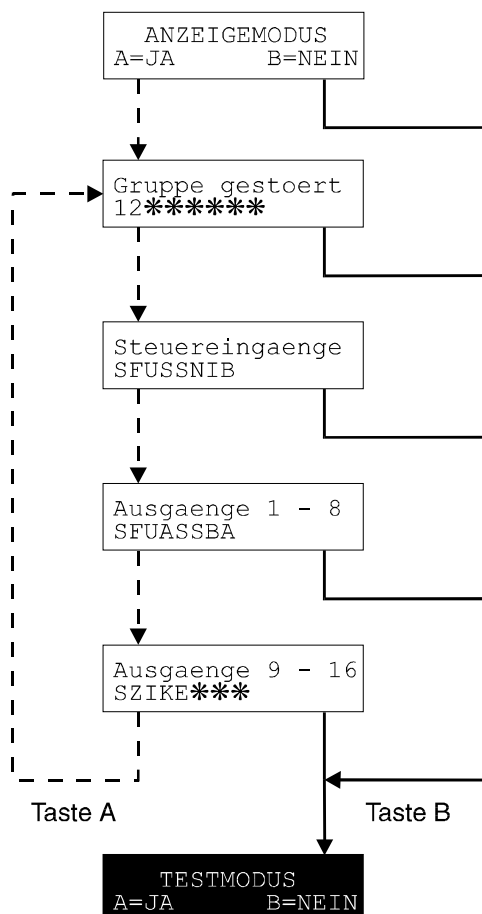 ANZEIGEMODUS
A=JA B=NEIN
Gruppe gestoert
12✻✻✻✻✻✻
Steuereingaenge
SFUSSNIB
Ausgaenge 1 - 8
SFUASSBA
Ausgaenge 9 - 16
SZIKE✻✻✻
Taste A Taste B
TESTMODUS
A=JA B=NEIN